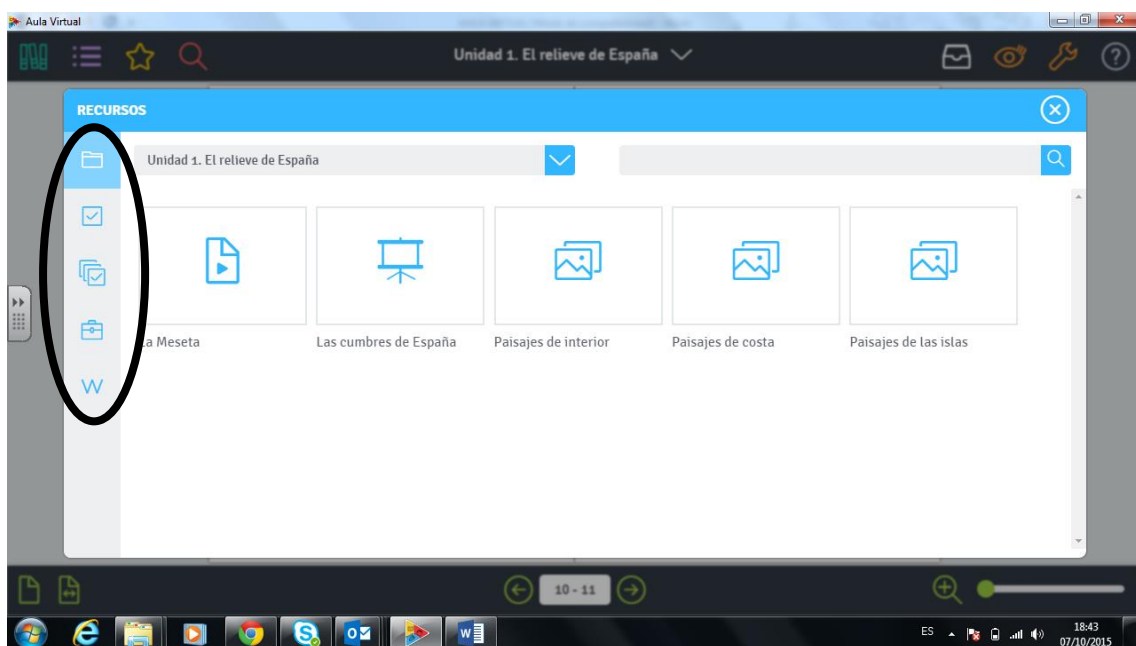 Aula Virtual
Unidad 1. El relieve de España
RECURSOS
Unidad 1. El relieve de España
La Meseta
Las cumbres de España
Paisajes de interior
Paisajes de costa
Paisajes de las islas
W
10 - 11
ES
18:43
07/10/2015